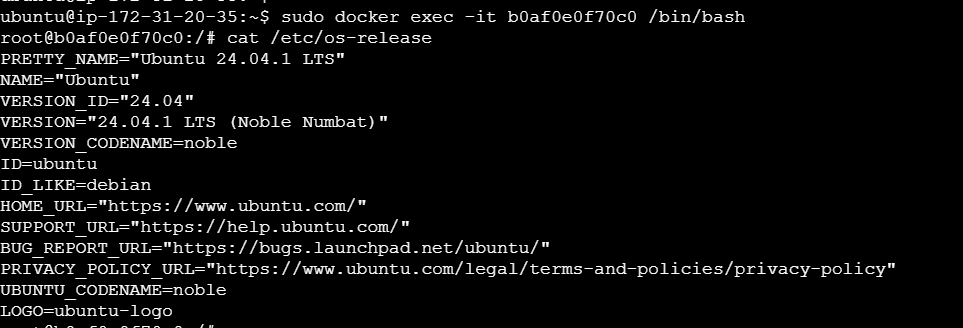 ubuntu@ip-172-31-20-35:~$ sudo docker exec -it b0af0e0f70c0 /bin/bash
root@b0af0e0f70c0:/# cat /etc/os-release
PRETTY_NAME="Ubuntu 24.04.1 LTS"
NAME="Ubuntu"
VERSION_ID="24.04"
VERSION="24.04.1 LTS (Noble Numbat)"
VERSION_CODENAME=noble
ID=ubuntu
ID_LIKE=debian
HOME_URL="https://www.ubuntu.com/"
SUPPORT_URL="https://help.ubuntu.com/"
BUG_REPORT_URL="https://bugs.launchpad.net/ubuntu/"
PRIVACY_POLICY_URL="https://www.ubuntu.com/legal/terms-and-policies/privacy-policy"
UBUNTU_CODENAME=noble
LOGO=ubuntu-logo